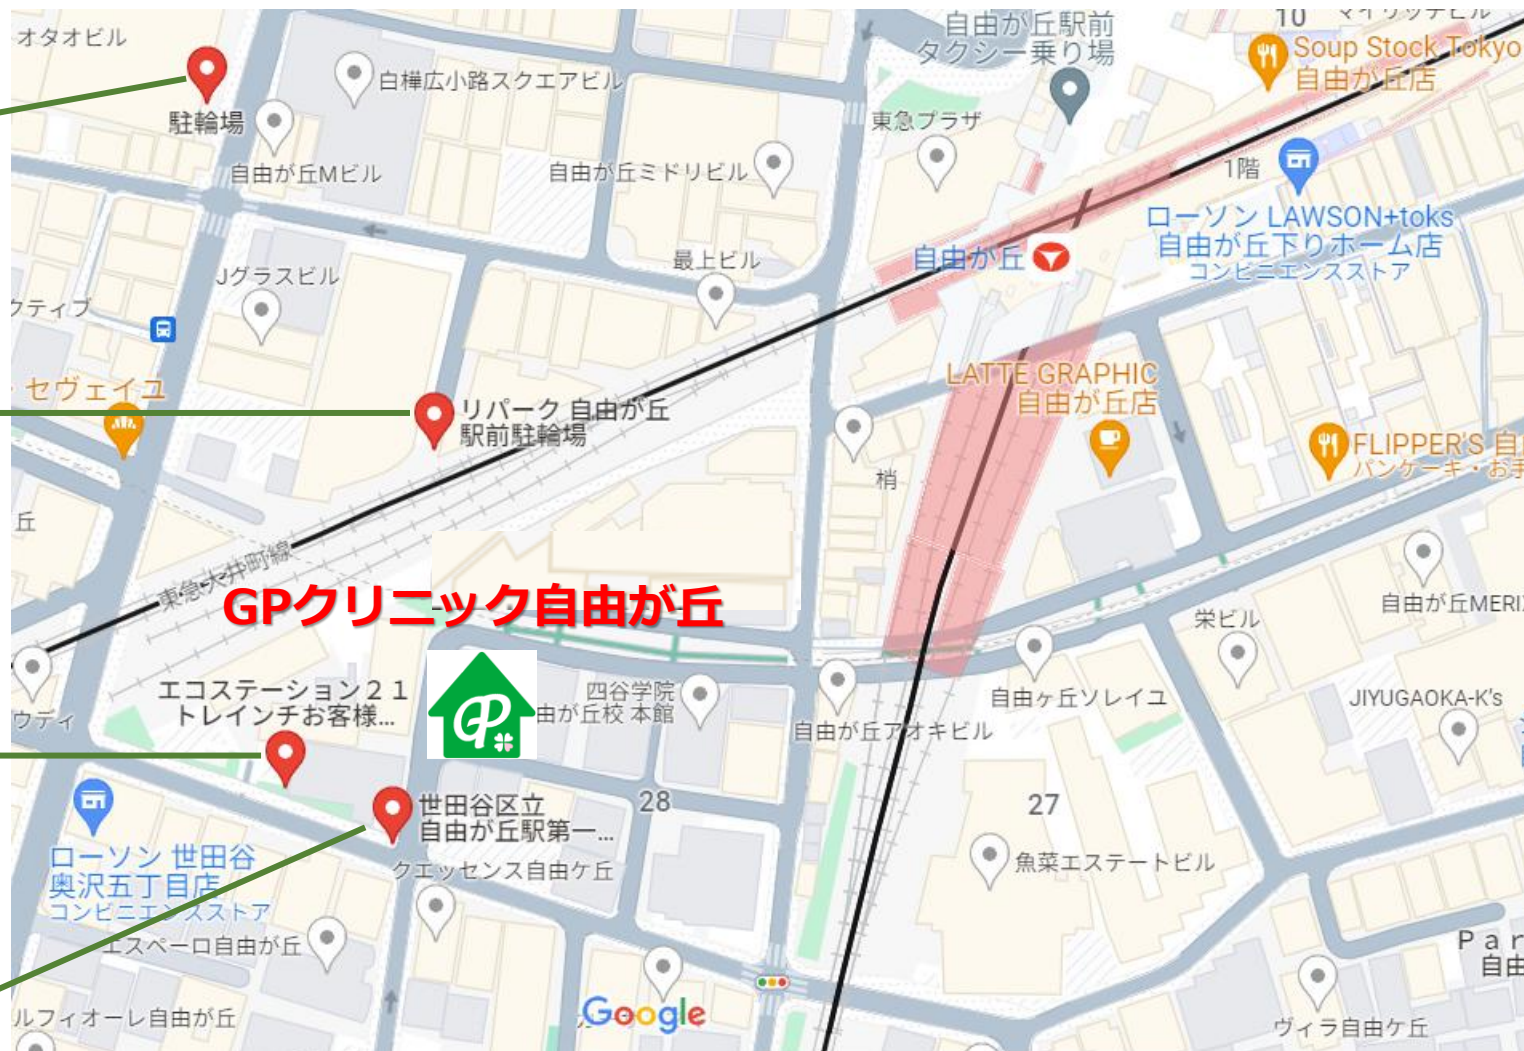 オタオビル
自由が丘駅前
タクシー乗り場
10
Soup Stock Tokyo
自由が丘店
白樺広小路スクエアビル
駐輪場
東急プラザ
自由が丘Mビル
自由が丘ミドリビル
1階
ローソン LAWSON+toks
自由が丘下りホーム店
コンビニエンスストア
自由が丘
最上ビル
Jグラスビル
クティブ
セヴェイユ
LATTE GRAPHIC
自由が丘店
リパーク 自由が丘
駅前駐輪場
FLIPPER'S 自
パンケーキ・お手
梢
丘
東急大井町線
GPクリニック自由が丘
自由が丘MERI
栄ビル
エコステーション21
トレインチお客様...
GP
四谷学院
由が丘校 本館
自由ヶ丘ソレイユ
JIYUGAOKA-K's
ウディ
自由が丘アオキビル
世田谷区立
自由が丘駅第一...
28
27
ローソン 世田谷
奥沢五丁目店
コンビニエンスストア
クエッセンス自由ケ丘
魚菜エステートビル
エスペーロ自由が丘
Par
自由
Google
ルフィオーレ自由が丘
ヴィラ自由ケ丘